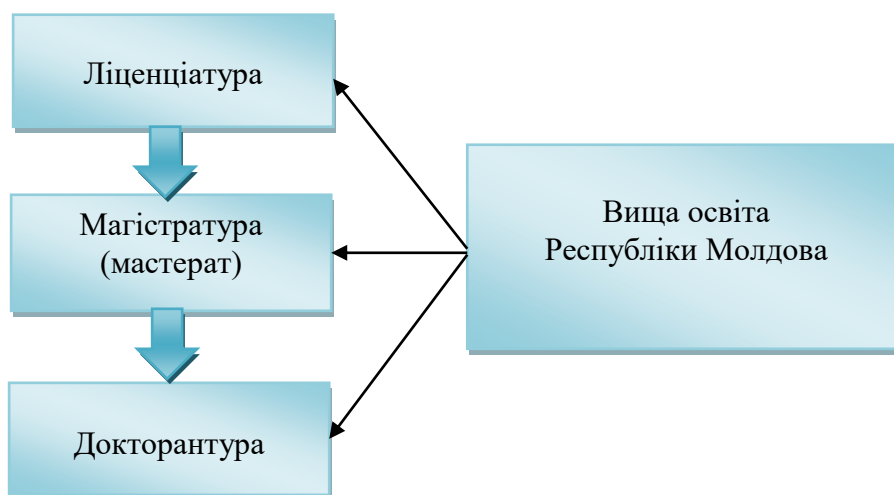 Ліценціатура
Магістратура
(мастерат)
Докторантура
Вища освіта
Республіки Молдова